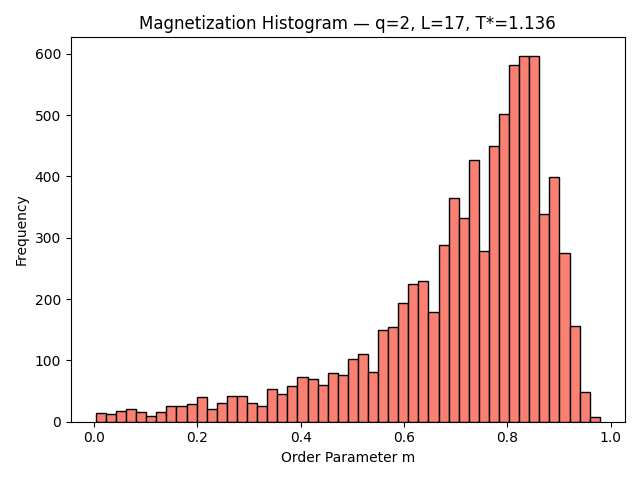 Magnetization Histogram — q=2, L=17, T*=1.136
600
500
400
300
200
100
0
Frequency
0.0 0.2 0.4 0.6 0.8 1.0
Order Parameter m